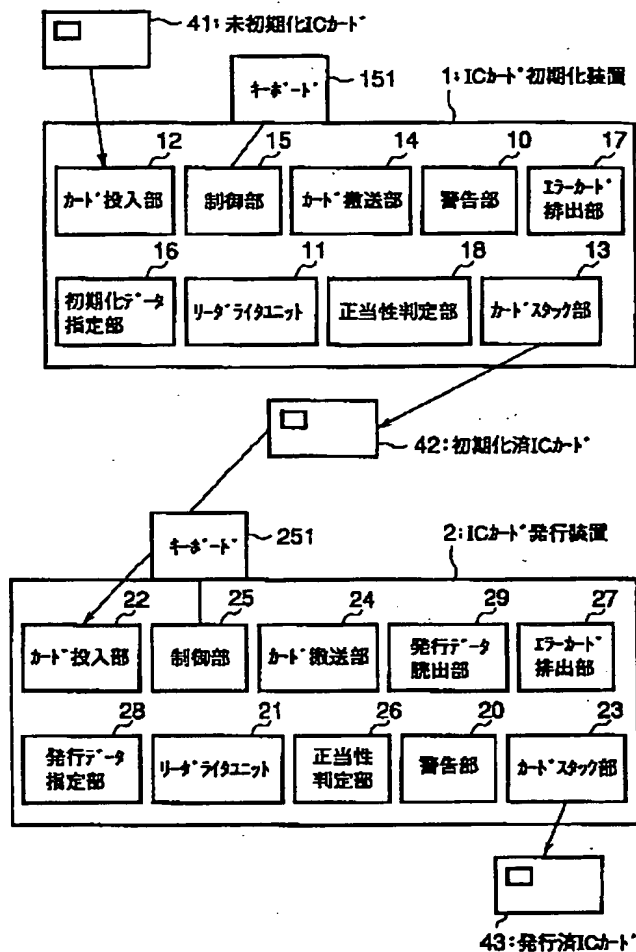 41:未初期化ICカード
キーボード
151
1:ICカード初期化装置
12
15
14
10
17
カード投入部
制御部
カード搬送部
警告部
エラーカード
排出部
16
11
18
13
初期化データ
指定部
リーダライタユニット
正当性判定部
カードスタック部
42:初期化済ICカード
キーボード
251
2:ICカード発行装置
22
25
24
29
27
カード投入部
制御部
カード搬送部
発行データ
読出部
エラーカード
排出部
28
21
26
20
23
発行データ
指定部
リーダライタユニット
正当性
判定部
警告部
カードスタック部
43:発行済ICカード